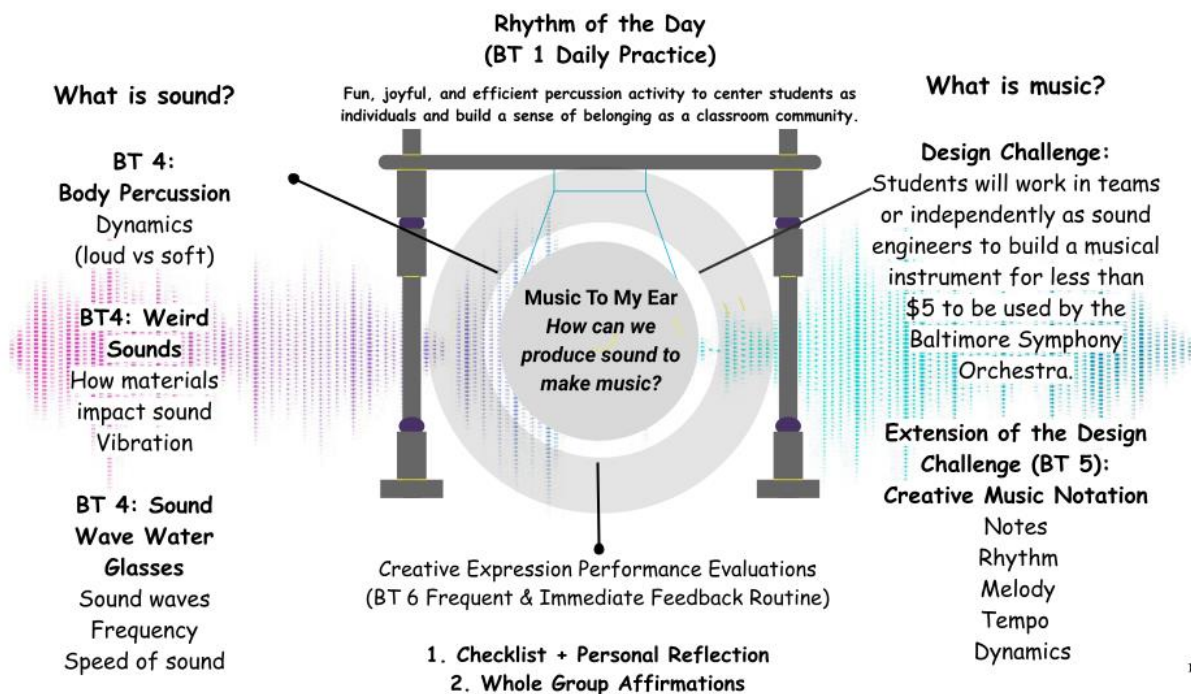 Rhythm of the Day
(BT 1 Daily Practice)
Fun, joyful, and efficient percussion activity to center students as
individuals and build a sense of belonging as a classroom community.
What is sound?
BT 4:
Body Percussion
Dynamics
(loud vs soft)
BT4: Weird
Sounds
How materials
impact sound
Vibration
BT 4: Sound
Wave Water
Glasses
Sound waves
Frequency
Speed of sound
Music To My Ear
How can we
produce sound to
make music?
What is music?
Design Challenge:
Students will work in teams
or independently as sound
engineers to build a musical
instrument for less than
$5 to be used by the
Baltimore Symphony
Orchestra.
Extension of the Design
Challenge (BT 5):
Creative Music Notation
Notes
Rhythm
Melody
Tempo
Dynamics
Creative Expression Performance Evaluations
(BT 6 Frequent & Immediate Feedback Routine)
1. Checklist + Personal Reflection
2. Whole Group Affirmations